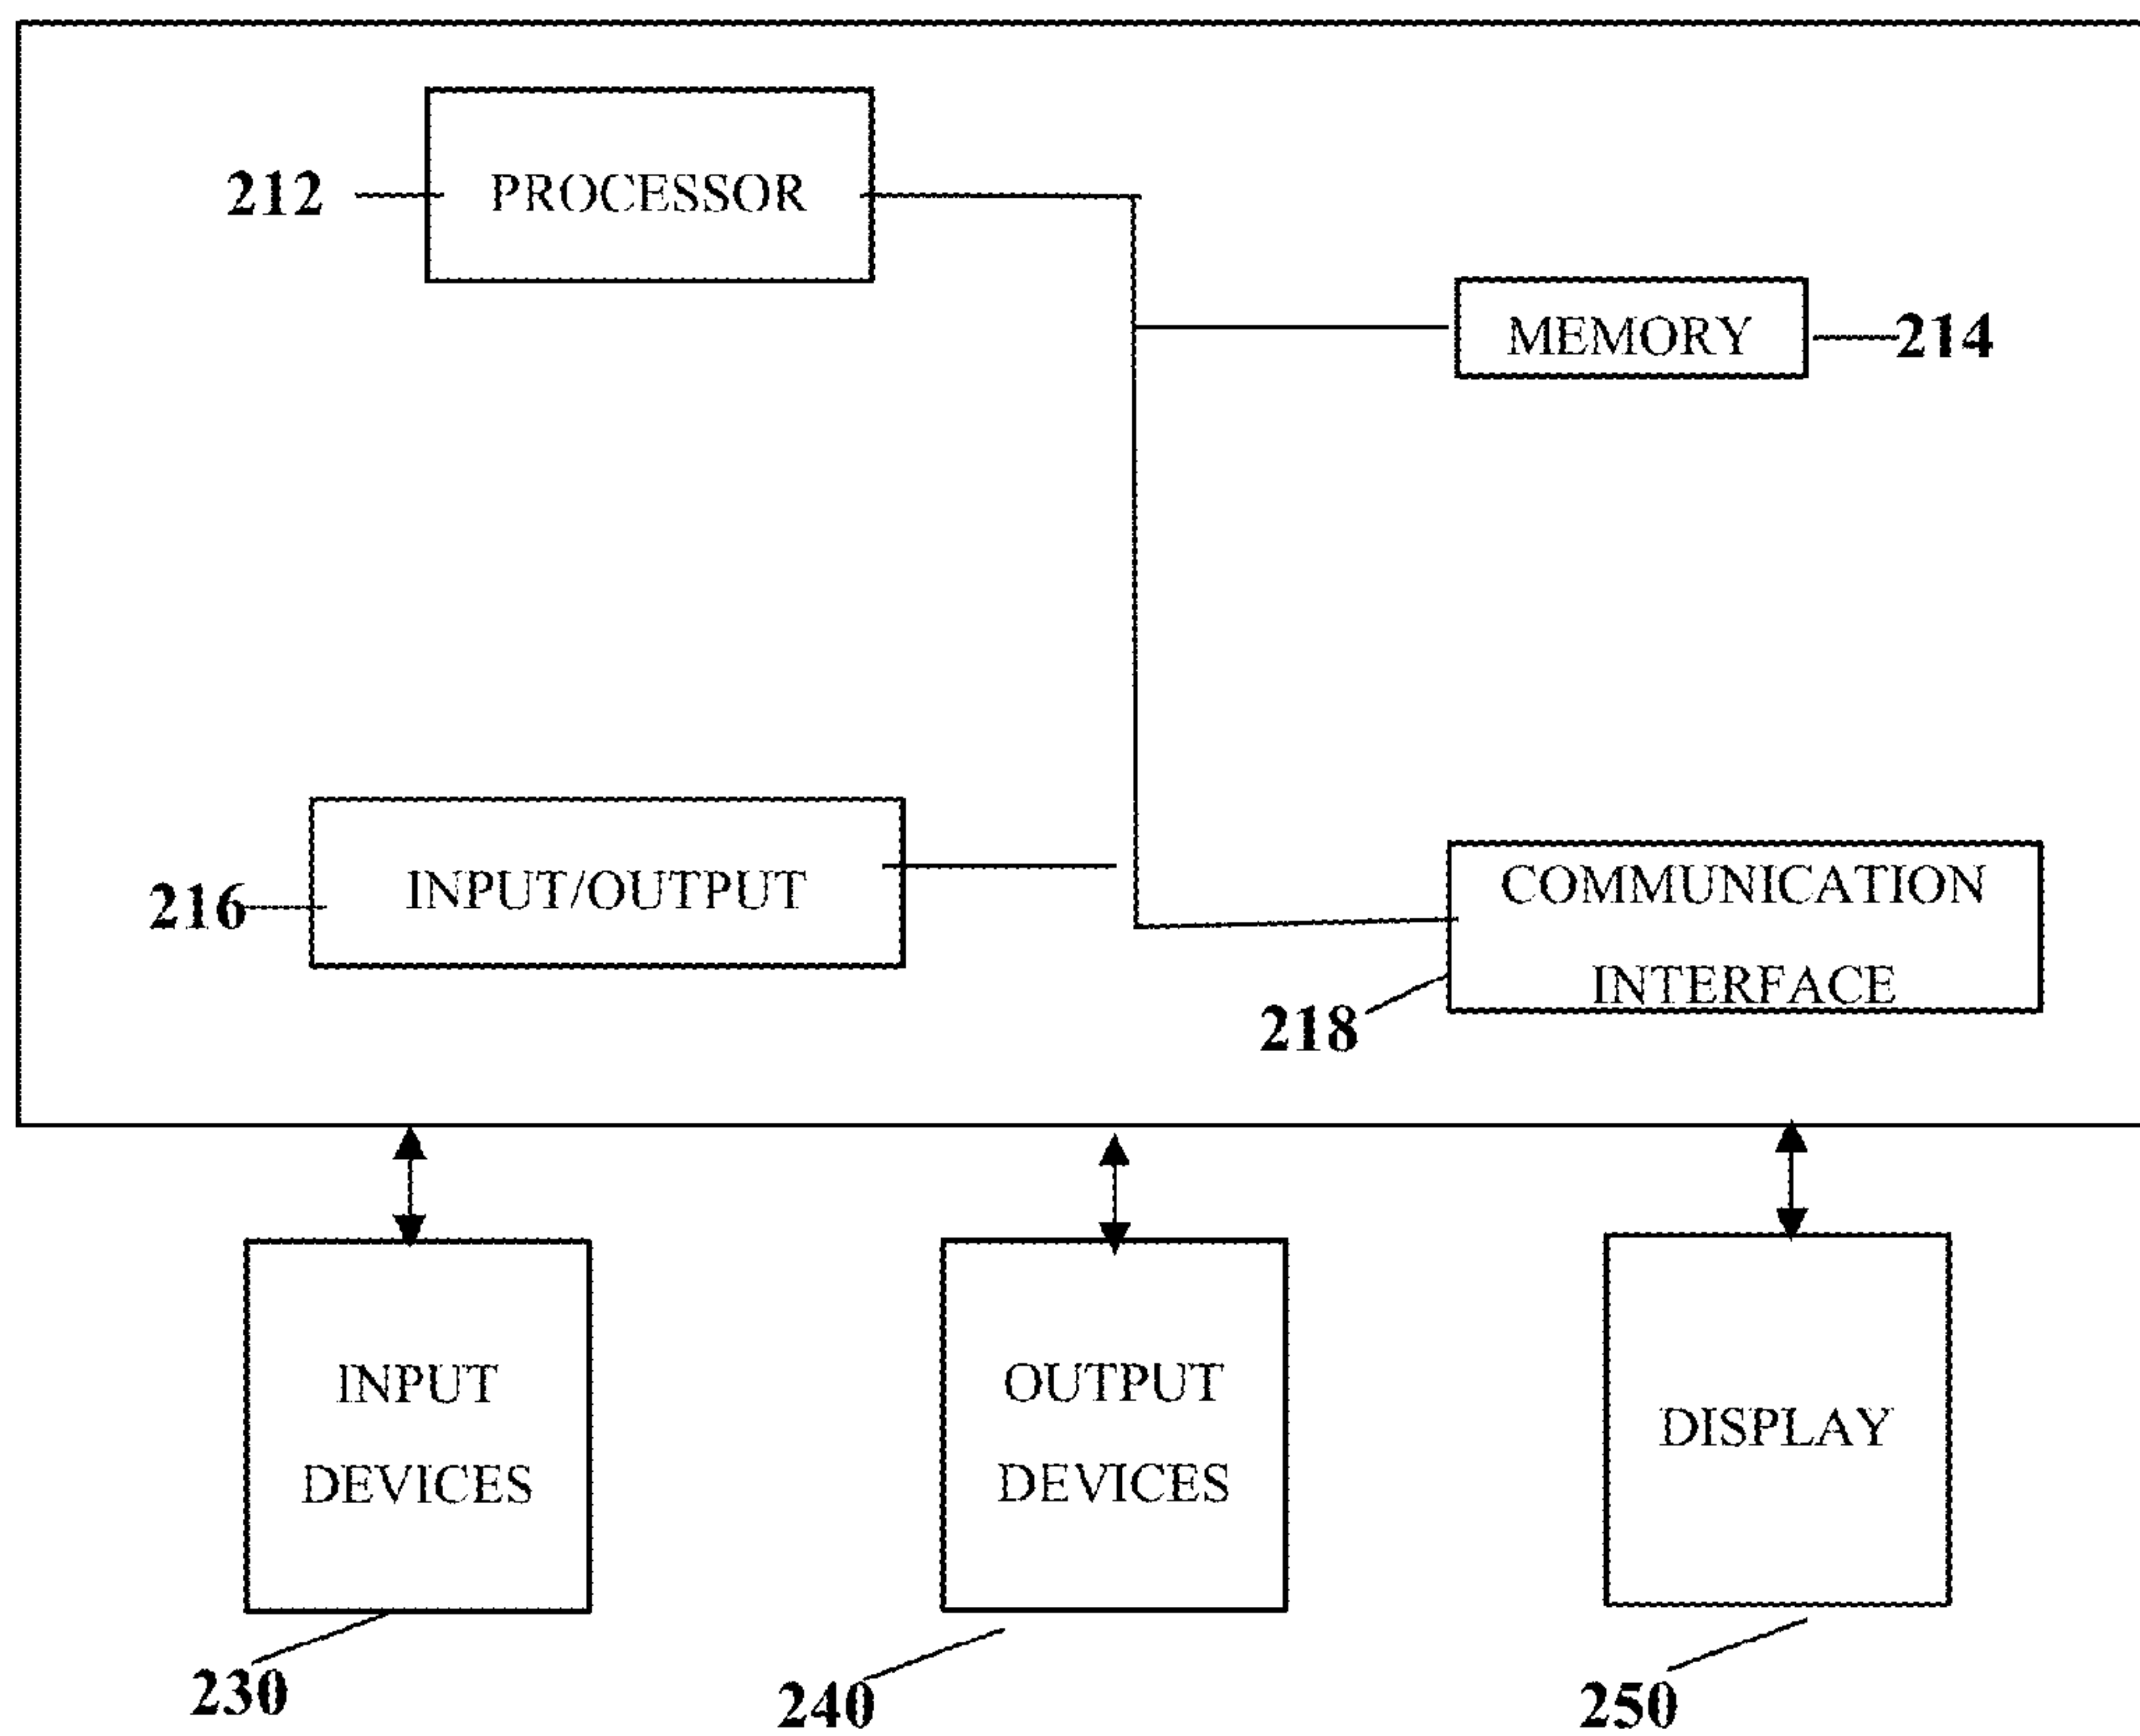 212
PROCESSOR
MEMORY
214
216
INPUT/OUTPUT
COMMUNICATION
INTERFACE
218
INPUT
DEVICES
OUTPUT
DEVICES
DISPLAY
230
240
250